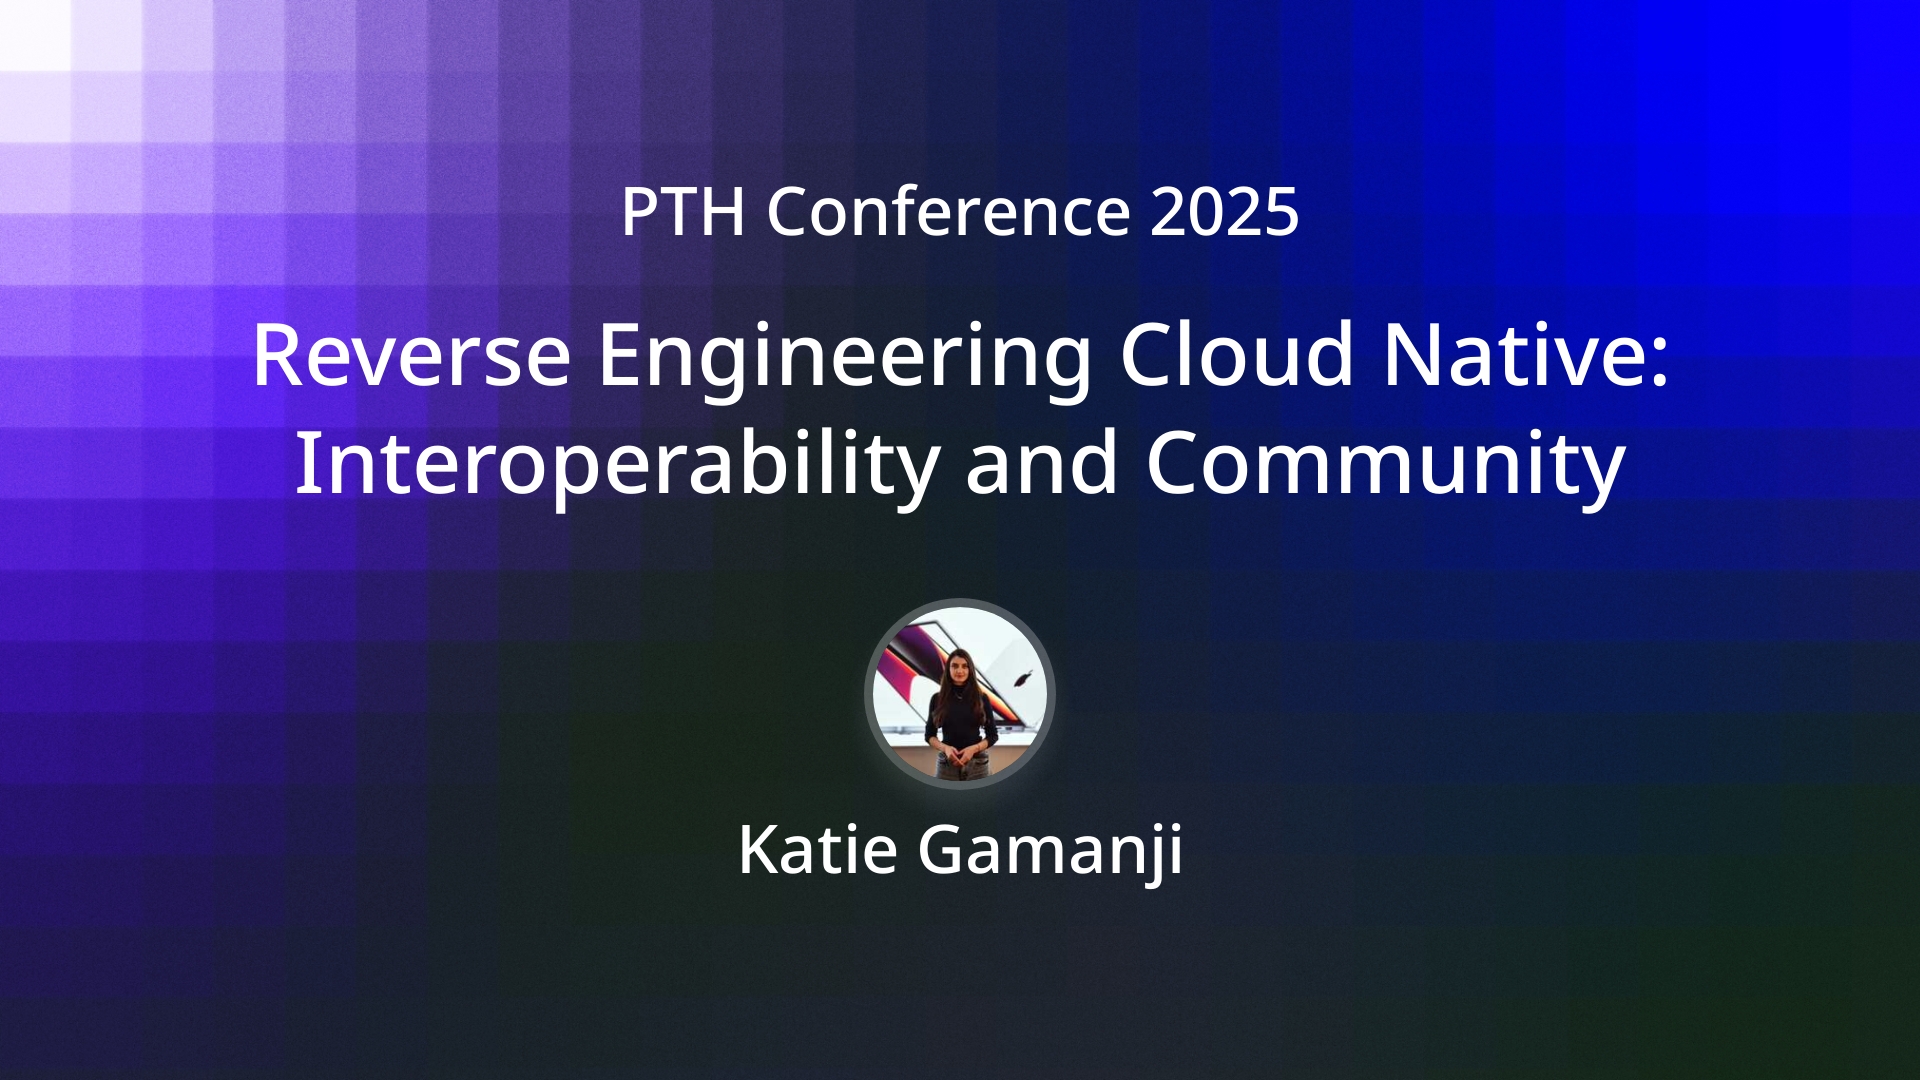 PTH Conference 2025
Reverse Engineering Cloud Native:
Interoperability and Community
Katie Gamanji